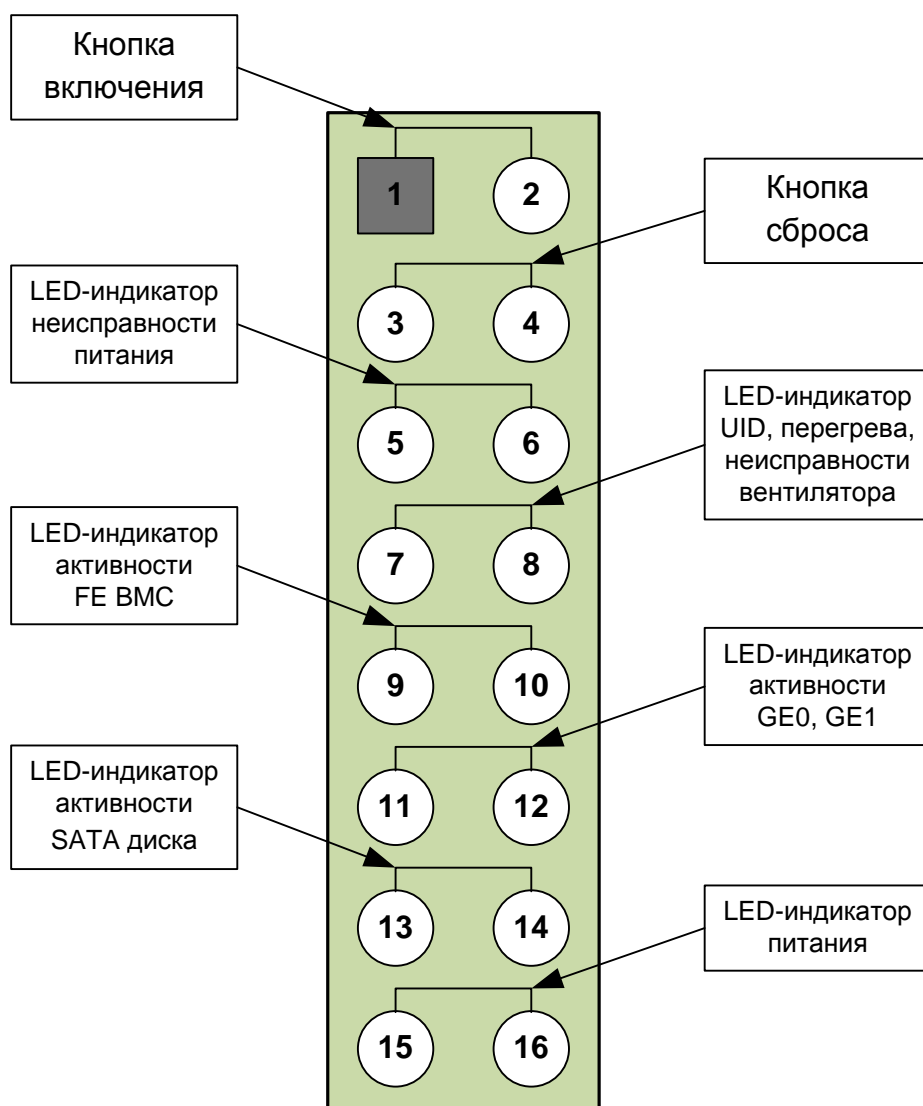 Кнопка
включения
1
2
Кнопка
сброса
LED-индикатор
неисправности
питания
3
4
LED-индикатор
UID, перегрева,
неисправности
вентилятора
5
6
LED-индикатор
активности
FE BMC
7
8
LED-индикатор
активности
GE0, GE1
9
10
LED-индикатор
активности
SATA диска
11
12
LED-индикатор
питания
13
14
15
16